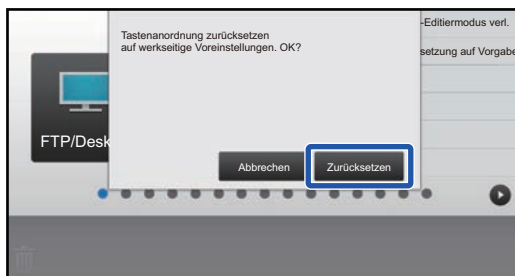 -Editiermodus verl.
Tastenanordnung zurücksetzen
auf werkseitige Voreinstellungen. OK?
setzung auf Vorgabe
FTP/Desk
Abbrechen
Zurücksetzen